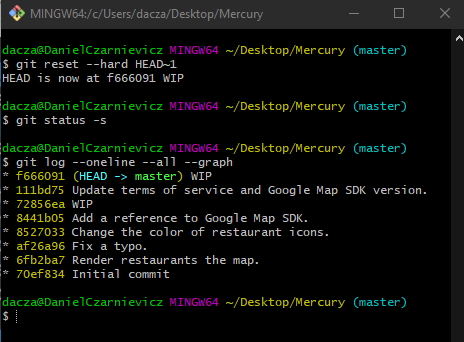 MINGW64:/c/Users/dacza/Desktop/Mercury
dacza@DanielCzarnievicz MINGW64 ~/Desktop/Mercury (master)
$ git reset --hard HEAD~1
HEAD is now at f666091 WIP
dacza@DanielCzarnievicz MINGW64 ~/Desktop/Mercury (master)
$ git status -s
dacza@DanielCzarnievicz MINGW64 ~/Desktop/Mercury (master)
$ git log --oneline --all --graph
* f666091 (HEAD -> master) WIP
* 111bd75 Update terms of service and Google Map SDK version.
* 72856ea WIP
* 8441b05 Add a reference to Google Map SDK.
* 8527033 Change the color of restaurant icons.
* af26a96 Fix a typo.
* 6fb2ba7 Render restaurants the map.
* 70ef834 Initial commit
dacza@DanielCzarnievicz MINGW64 ~/Desktop/Mercury (master)
$